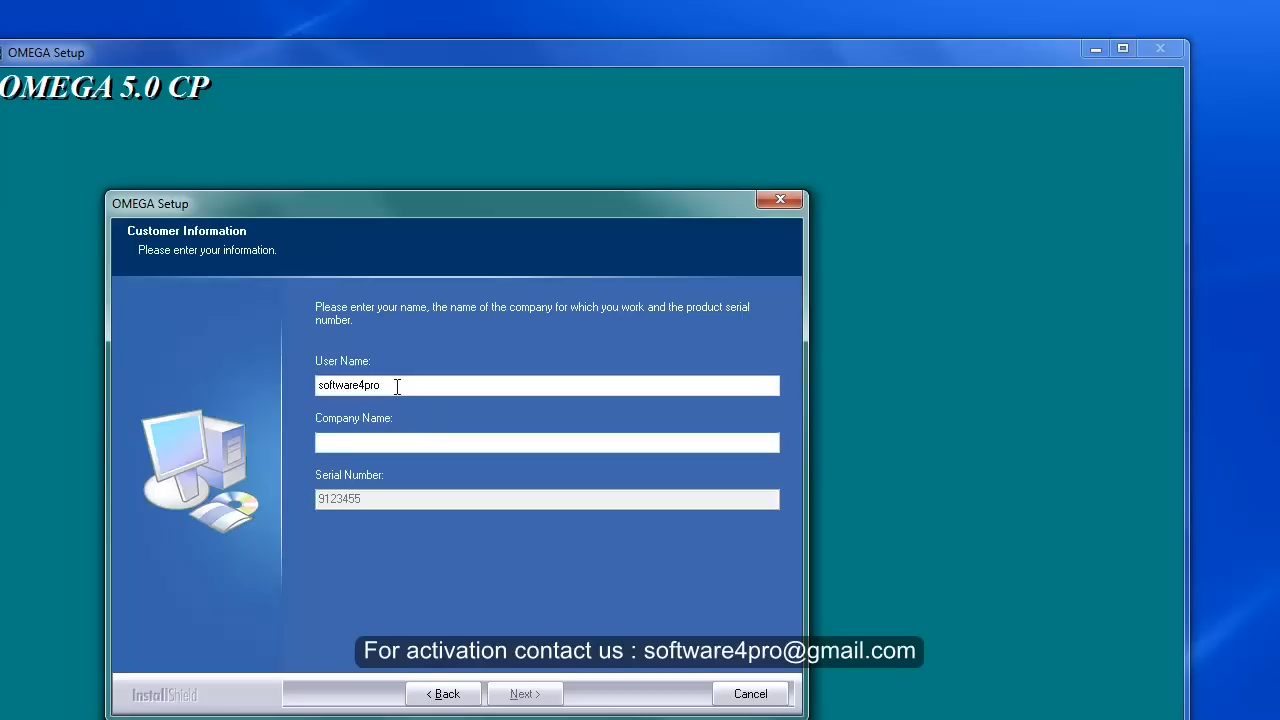 OMEGA Setup
OMEGA 5.0 CP
OMEGA Setup
Customer Information
Please enter your information.
Please enter your name, the name of the company for which you work and the product serial
number.
User Name:
software4pro
Company Name:
Serial Number:
9123455
For activation contact us : software4pro@gmail.com
InstallShield
< Back
Next >
Cancel